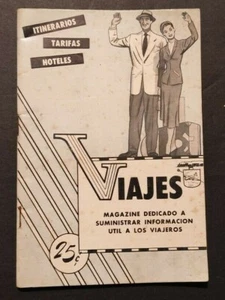 ITINERARIOS
TARIFAS
HOTELES
VIAJES
MAGAZINE DEDICADO A
SUMINISTRAR INFORMACION
UTIL A LOS VIAJEROS
25¢